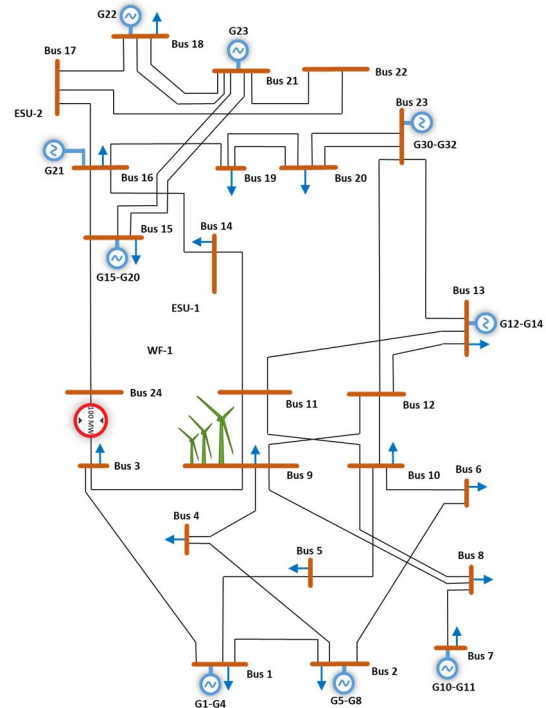 G22
Bus 18
G23
Bus 17
Bus 21
Bus 22
ESU-2
Bus 23
G30-G32
G21
Bus 16
Bus 19
Bus 20
Bus 15
Bus 14
G15-G20
ESU-1
Bus 13
G12-G14
WF-1
Bus 24
Bus 11
Bus 12
100 MW
Bus 3
Bus 9
Bus 10
Bus 6
Bus 4
Bus 5
Bus 8
Bus 7
Bus 1
Bus 2
G10-G11
G1-G4
G5-G8